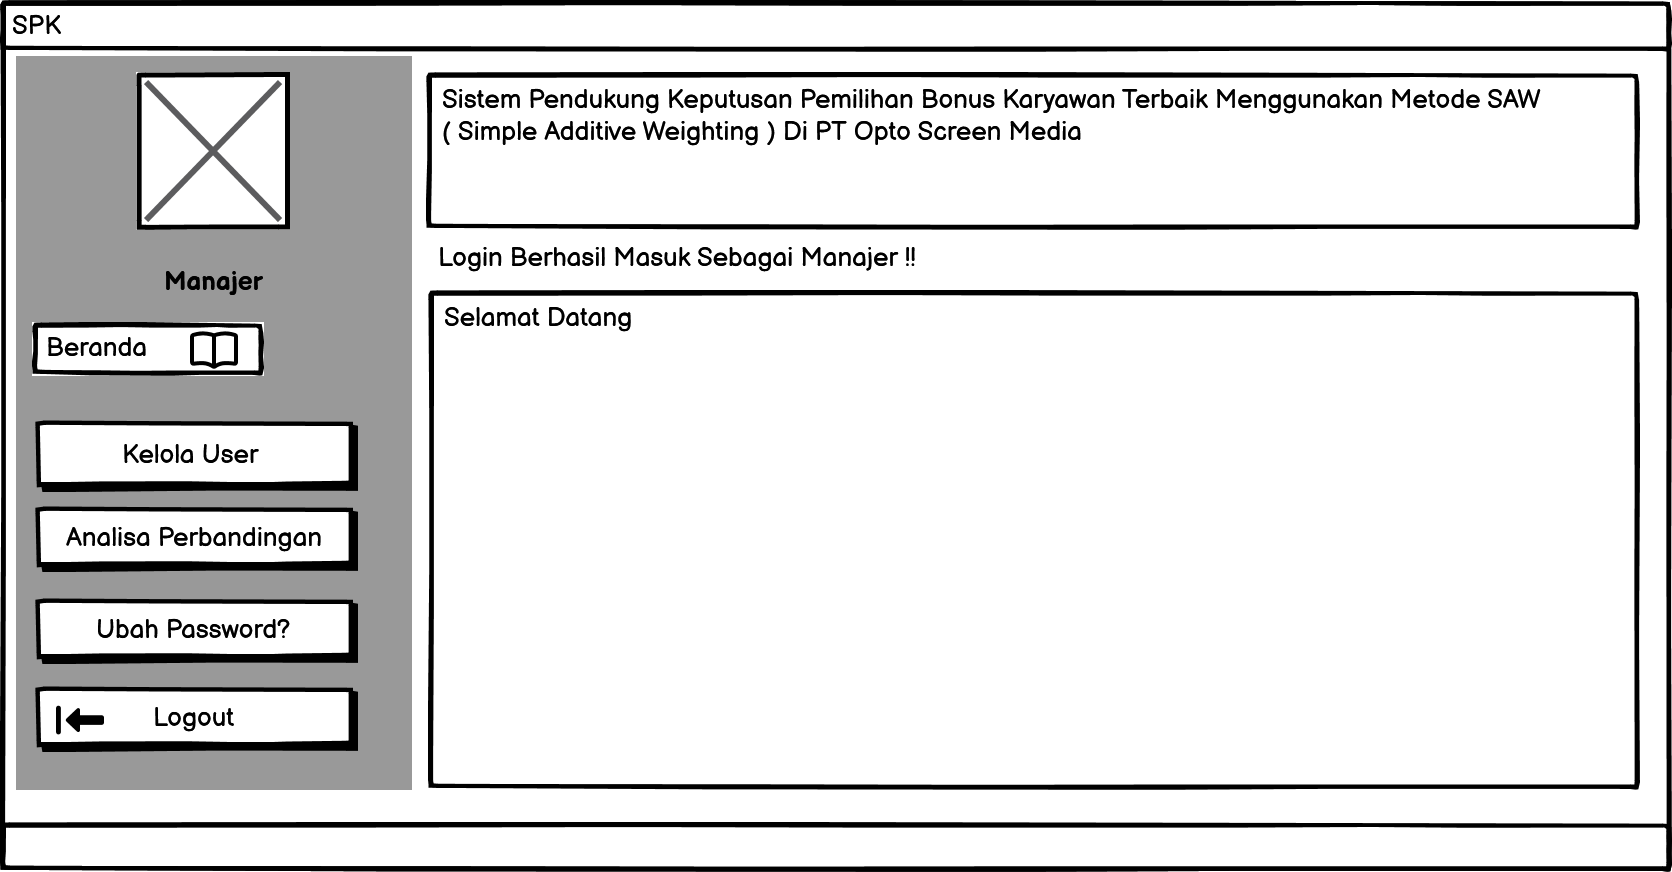 SPK
Manajer
Beranda
Kelola User
Analisa Perbandingan
Ubah Password?
Logout
Sistem Pendukung Keputusan Pemilihan Bonus Karyawan Terbaik Menggunakan Metode SAW
( Simple Additive Weighting ) Di PT Opto Screen Media
Login Berhasil Masuk Sebagai Manajer !!
Selamat Datang